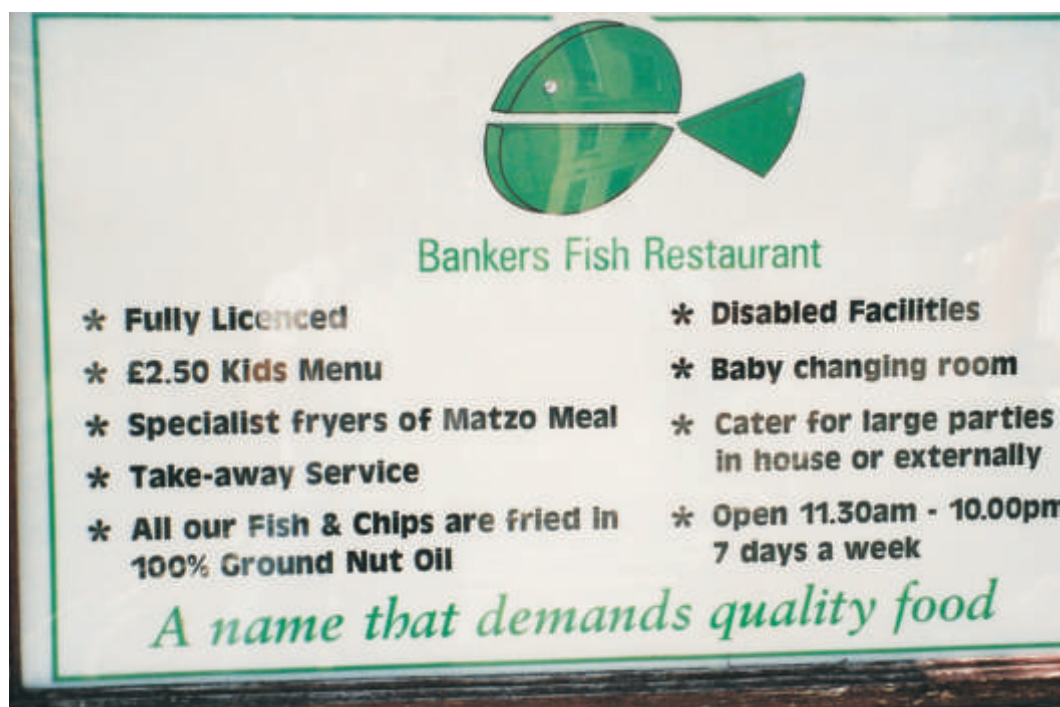 Bankers Fish Restaurant
* Fully Licenced
* £2.50 Kids Menu
* Specialist fryers of Matzo Meal
* Take-away Service
* All our Fish & Chips are fried in
100% Ground Nut Oil
* Disabled Facilities
* Baby changing room
* Cater for large parties
in house or externally
* Open 11.30am - 10.00pm
7 days a week
A name that demands quality food